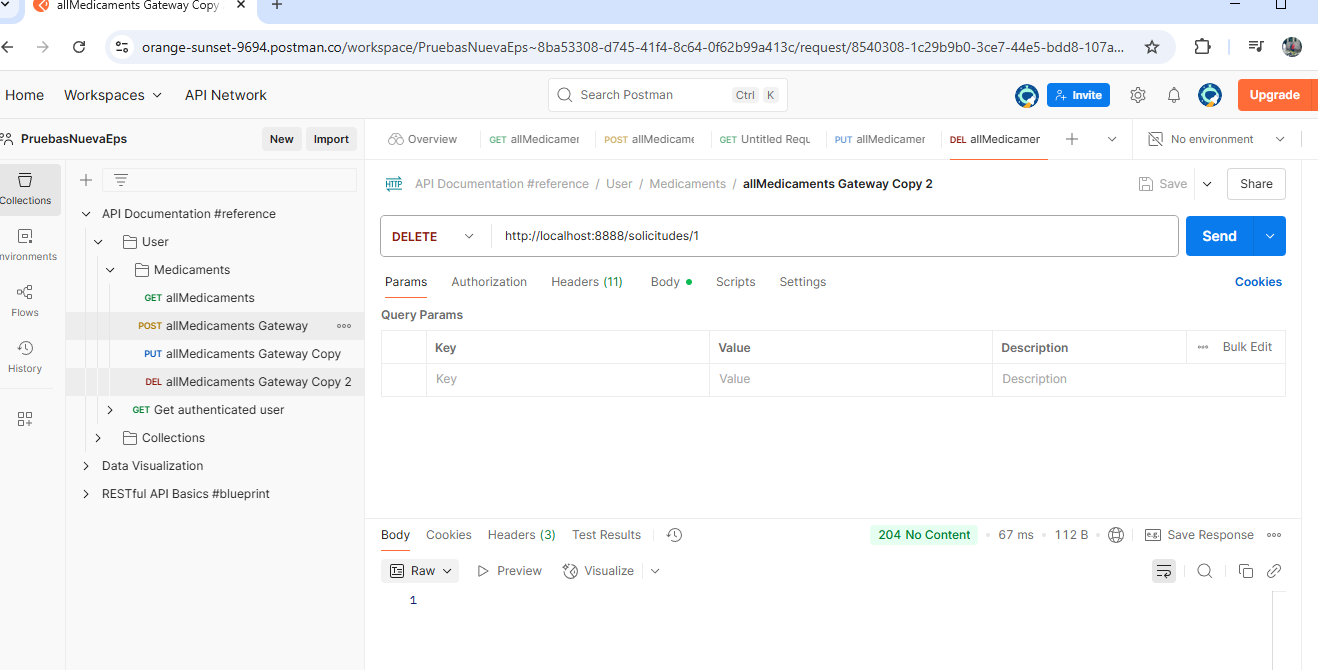 allMedicaments Gateway Copy
orange-sunset-9694.postman.co/workspace/PruebasNuevaEps~8ba53308-d745-41f4-8c64-0f62b99a413c/request/8540308-1c29b9b0-3ce7-44e5-bdd8-107a...
Home Workspaces API Network Search Postman Ctrl K Invite Upgrade
PruebasNuevaEps New Import Overview GET allMedicamer POST allMedicame GET Untitled Requ PUT allMedicamer DEL allMedicamer No environment
HTTP API Documentation #reference / User / Medicaments / allMedicaments Gateway Copy 2 Save Share
Collections
nvironments
Flows
History
API Documentation #reference
User
Medicaments
GET allMedicaments
POST allMedicaments Gateway
PUT allMedicaments Gateway Copy
DEL allMedicaments Gateway Copy 2
GET Get authenticated user
Collections
Data Visualization
RESTful API Basics #blueprint
DELETE http://localhost:8888/solicitudes/1 Send
Params Authorization Headers (11) Body Scripts Settings Cookies
Query Params
Key Value Description Bulk Edit
Key Value Description
Body Cookies Headers (3) Test Results 204 No Content 67 ms 112 B e.g. Save Response
Raw Preview Visualize
1